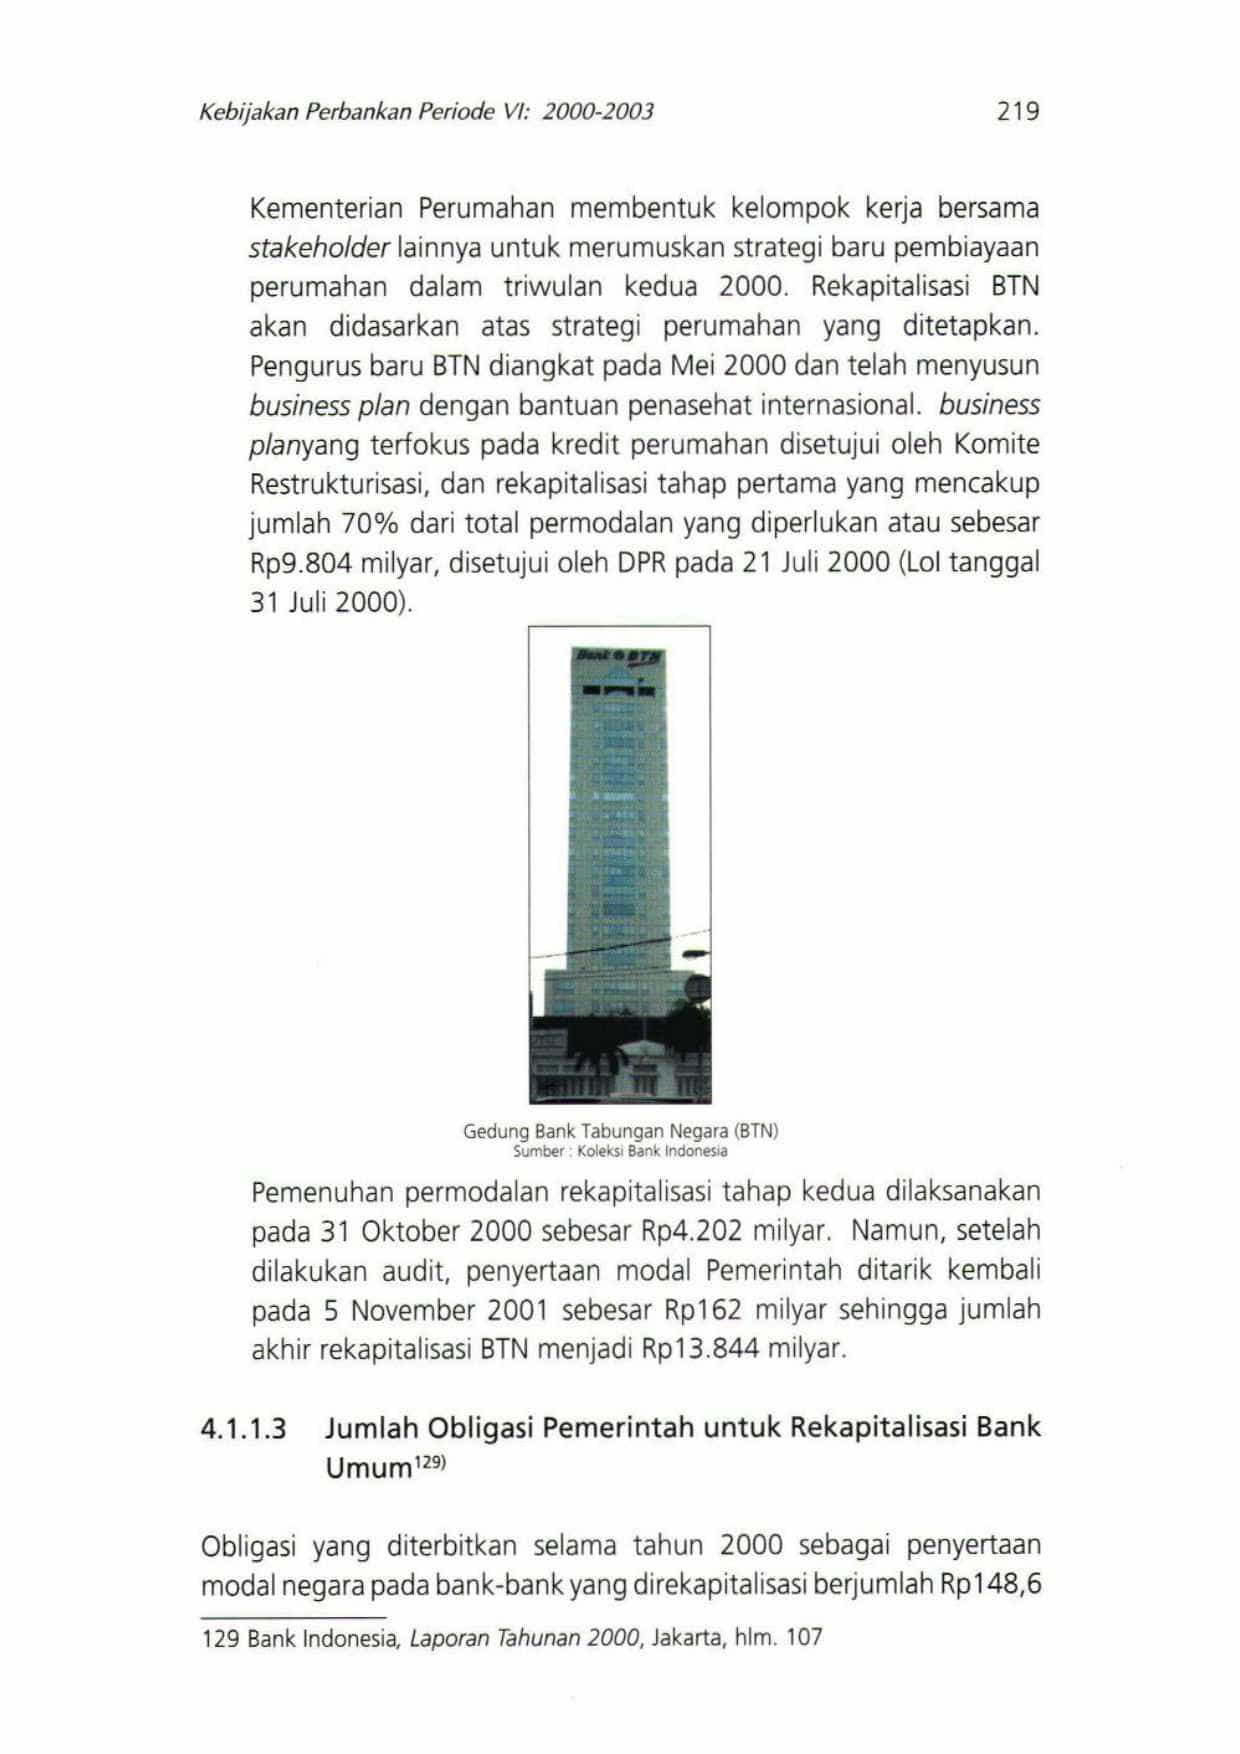 Kebijakan Perbankan Periode VI: 2000-2003 219
Kementerian Perumahan membentuk kelompok kerja bersama
stakeholder lainnya untuk merumuskan strategi baru pembiayaan
perumahan dalam triwulan kedua 2000. Rekapitalisasi BTN
akan didasarkan atas strategi perumahan yang ditetapkan.
Pengurus baru BTN diangkat pada Mei 2000 dan telah menyusun
business plan dengan bantuan penasehat internasional. business
planyang terfokus pada kredit perumahan disetujui oleh Komite
Restrukturisasi, dan rekapitalisasi tahap pertama yang mencakup
jumlah 70% dari total permodalan yang diperlukan atau sebesar
Rp9.804 milyar, disetujui oleh DPR pada 21 Juli 2000 (LoI tanggal
31 Juli 2000).
Bank BTN
Gedung Bank Tabungan Negara (BTN)
Sumber : Koleksi Bank Indonesia
Pemenuhan permodalan rekapitalisasi tahap kedua dilaksanakan
pada 31 Oktober 2000 sebesar Rp4.202 milyar. Namun, setelah
dilakukan audit, penyertaan modal Pemerintah ditarik kembali
pada 5 November 2001 sebesar Rp162 milyar sehingga jumlah
akhir rekapitalisasi BTN menjadi Rp13.844 milyar.
4.1.1.3 Jumlah Obligasi Pemerintah untuk Rekapitalisasi Bank
Umum129)
Obligasi yang diterbitkan selama tahun 2000 sebagai penyertaan
modal negara pada bank-bank yang direkapitalisasi berjumlah Rp148,6
129 Bank Indonesia, Laporan Tahunan 2000, Jakarta, hlm. 107